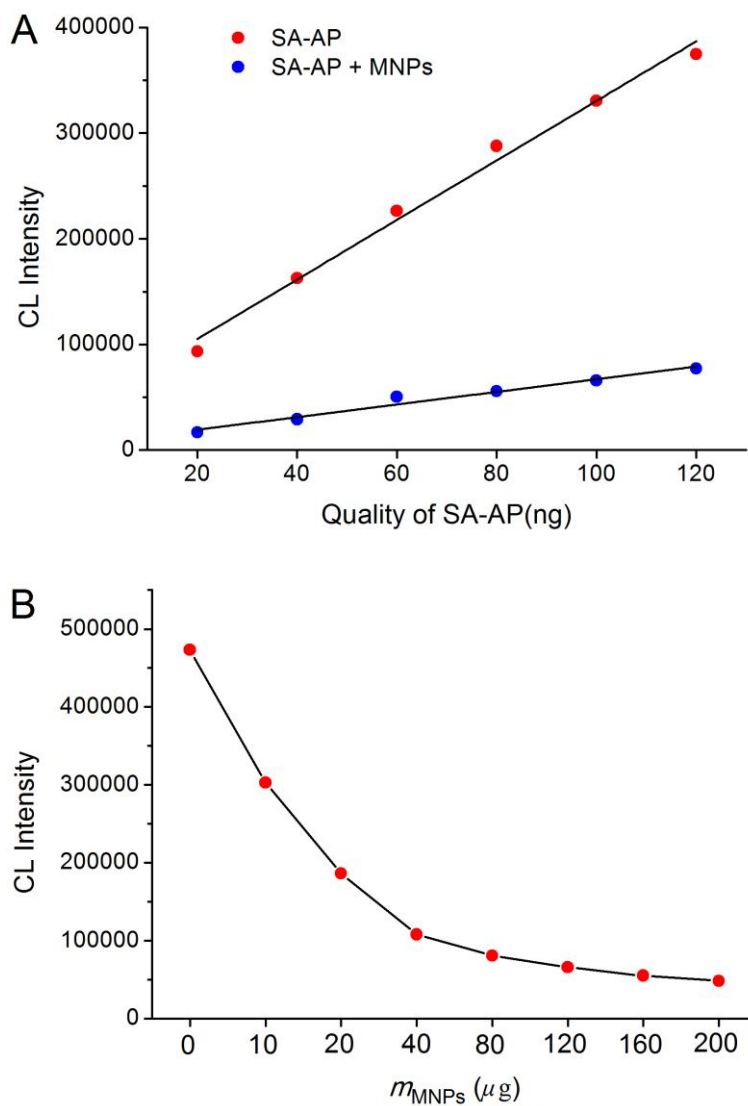 A
SA-AP
SA-AP + MNPs
400000
300000
200000
100000
0
CL Intensity
20 40 60 80 100 120
Quality of SA-AP(ng)
B
500000
400000
300000
200000
100000
0
CL Intensity
0 10 20 40 80 120 160 200
mMNPs (μg)